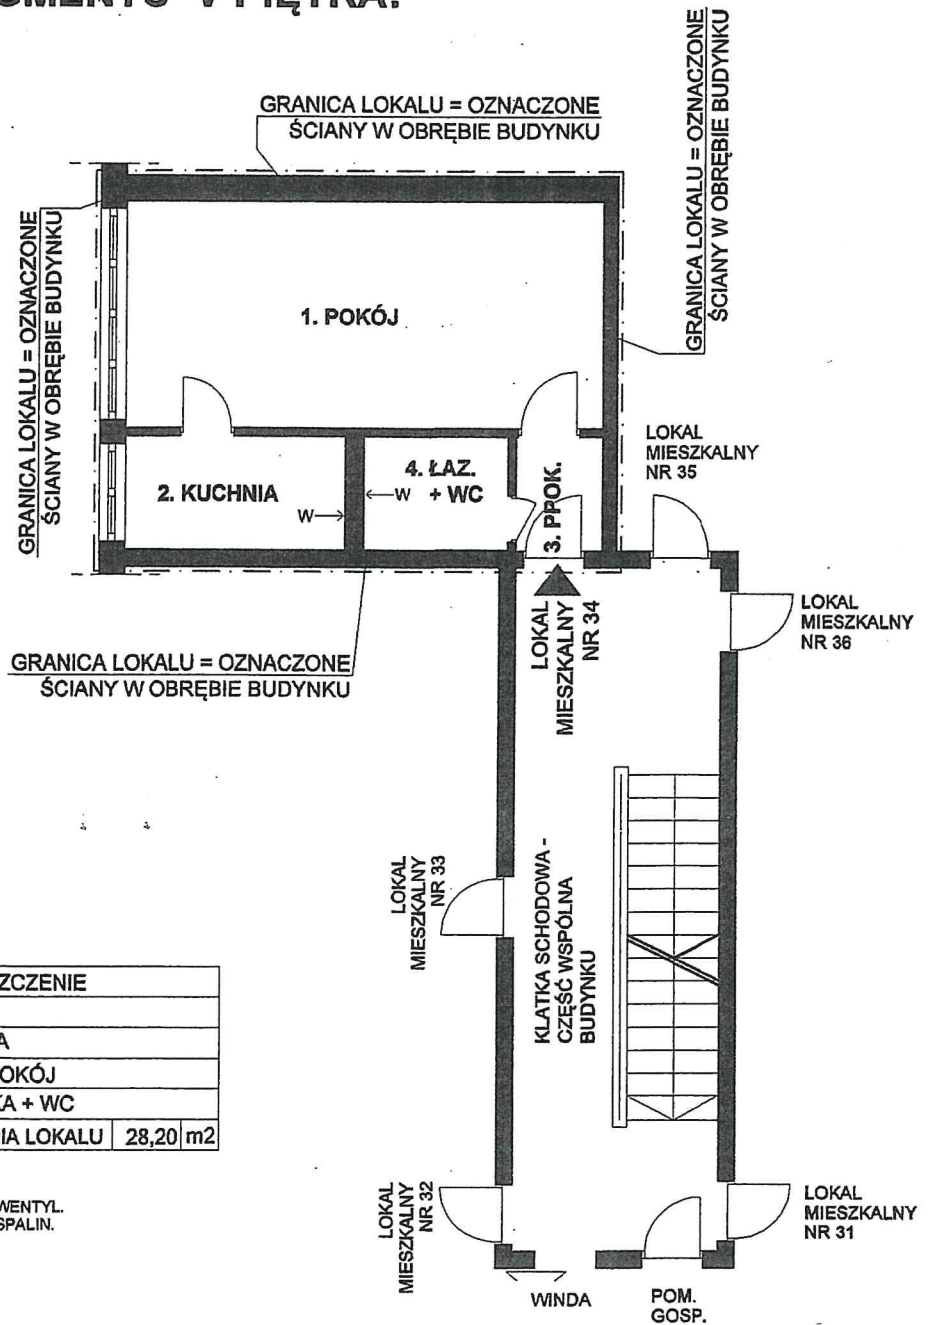 V PIĘTRA.
GRANICA LOKALU = OZNACZONE
ŚCIANY W OBRĘBIE BUDYNKU
GRANICA LOKALU = OZNACZONE
ŚCIANY W OBRĘBIE BUDYNKU
GRANICA LOKALU = OZNACZONE
ŚCIANY W OBRĘBIE BUDYNKU
1. POKÓJ
2. KUCHNIA
W
4. ŁAZ.
+ WC
W
3. PPOK.
LOKAL
MIESZKALNY
NR 35
LOKAL
MIESZKALNY
NR 34
LOKAL
MIESZKALNY
NR 36
GRANICA LOKALU = OZNACZONE
ŚCIANY W OBRĘBIE BUDYNKU
LOKAL
MIESZKALNY
NR 33
KLATKA SCHODOWA -
CZĘŚĆ WSPÓLNA
BUDYNKU
ZCZENIE
A
OKÓJ
KA + WC
NIA LOKALU 28,20 m2
WENTYL.
SPALIN.
LOKAL
MIESZKALNY
NR 32
LOKAL
MIESZKALNY
NR 31
WINDA
POM.
GOSP.